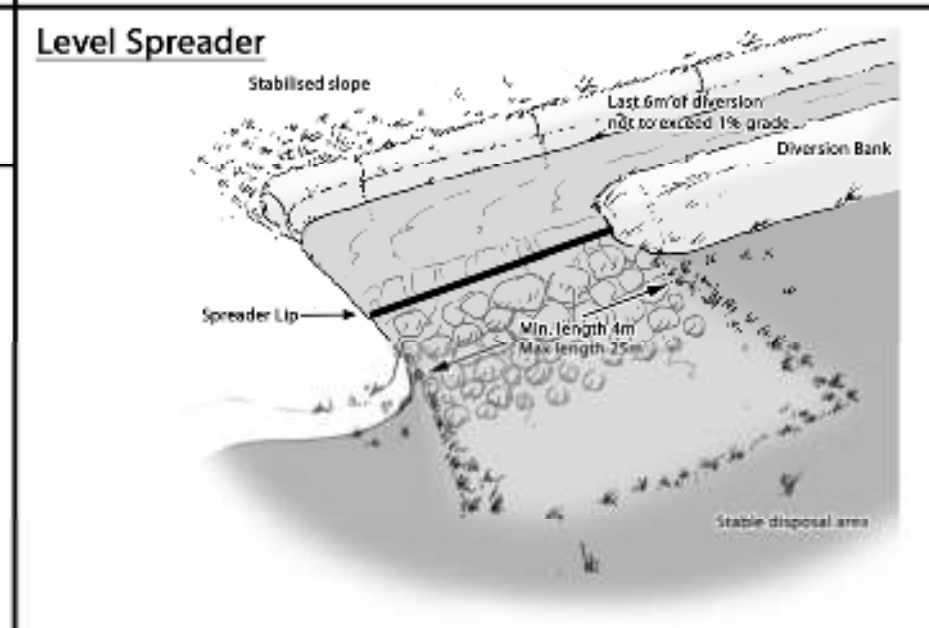 Level Spreader
Stabilised slope
Last 6m of diversion
not to exceed 1% grade
Diversion Bank
Spreader Lip
Min. length 4m
Max length 25m
Stable disposal area